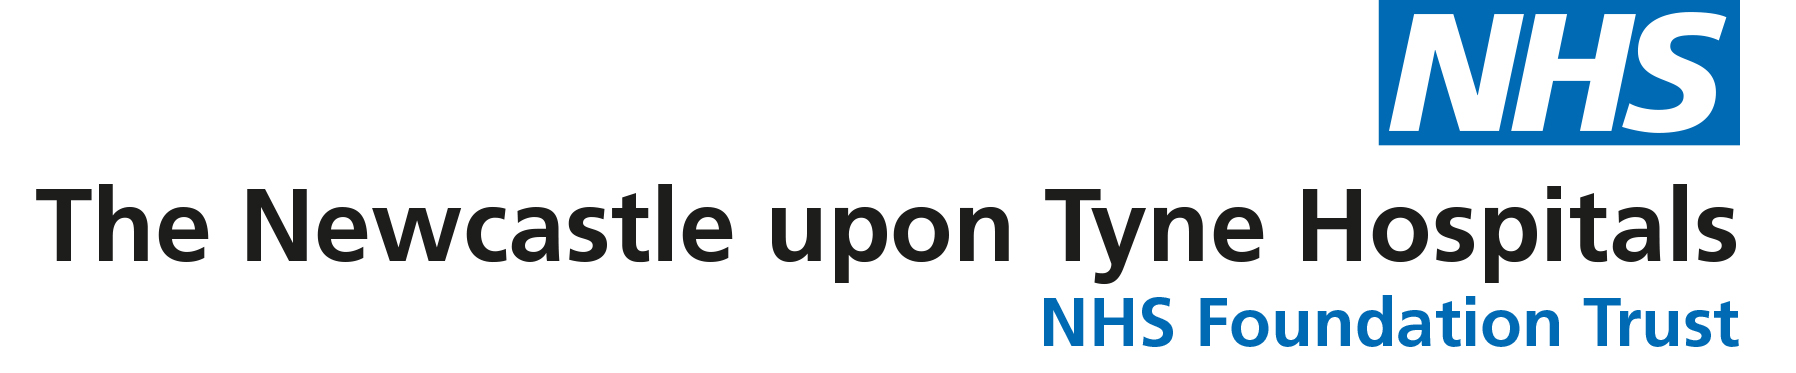 NHS
The Newcastle upon Tyne Hospitals
NHS Foundation Trust